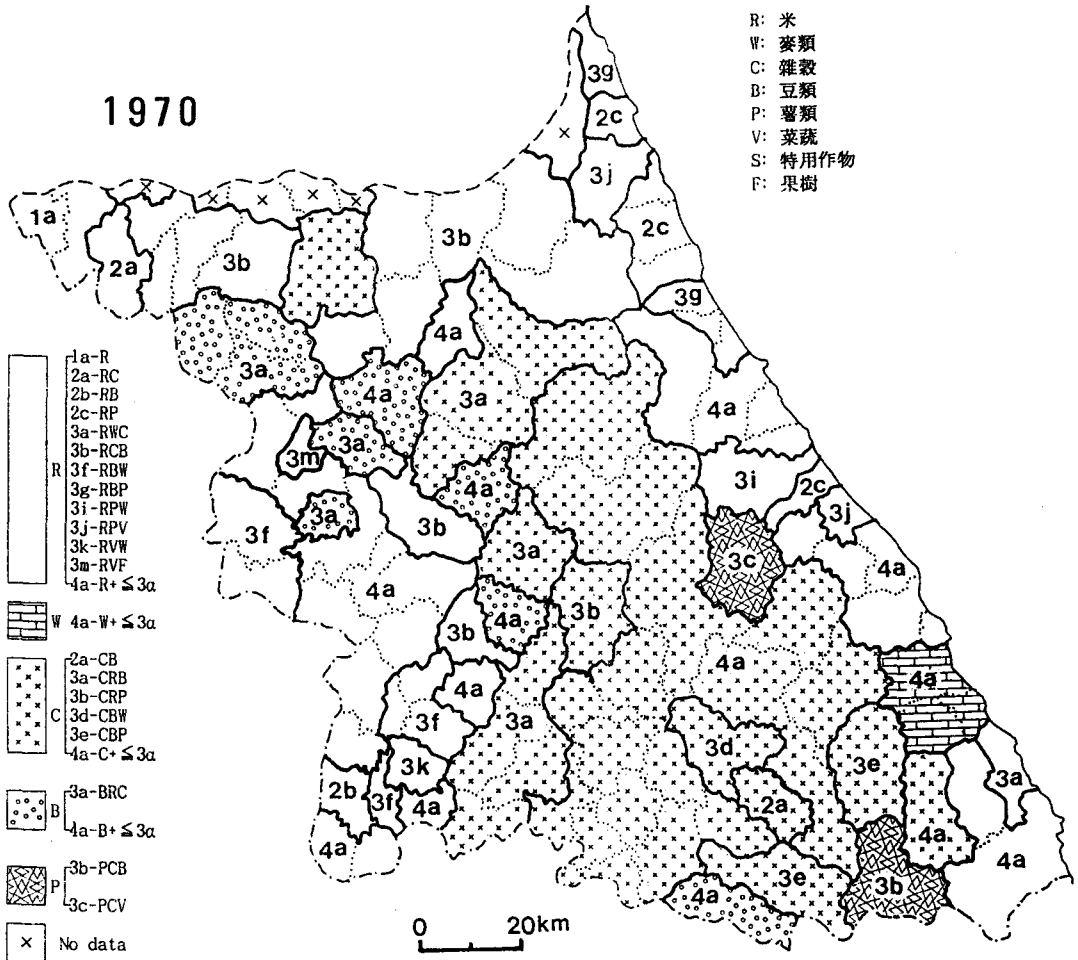 1970
R: 米
W: 麥類
C: 雜穀
B: 豆類
P: 薯類
V: 菜蔬
S: 特用作物
F: 果樹
3g
2c
×
3j
× × × × ×
1a
2a
3b
3b
2c
3g
4a
3a
4a
3a
4a
3a
3m
4a
3i
2c
3j
3a
3b
3f
3a
3c
4a
4a
3b
4a
3b
4a
4a
4a
3f
3a
3d
3e
3k
2b
3f
4a
2a
3a
4a
4a
4a
3e
3b
4a
1a-R
2a-RC
2b-RB
2c-RP
3a-RWC
3b-RCB
R 3f-RBW
3g-RBP
3i-RPW
3j-RPV
3k-RVW
3m-RVF
4a-R+≦3α
W 4a-W+≦3α
2a-CB
3a-CRB
3b-CRP
C 3d-CBW
3e-CBP
4a-C+≦3α
3a-BRC
B
4a-B+≦3α
3b-PCB
P
3c-PCV
× No data
0 20km